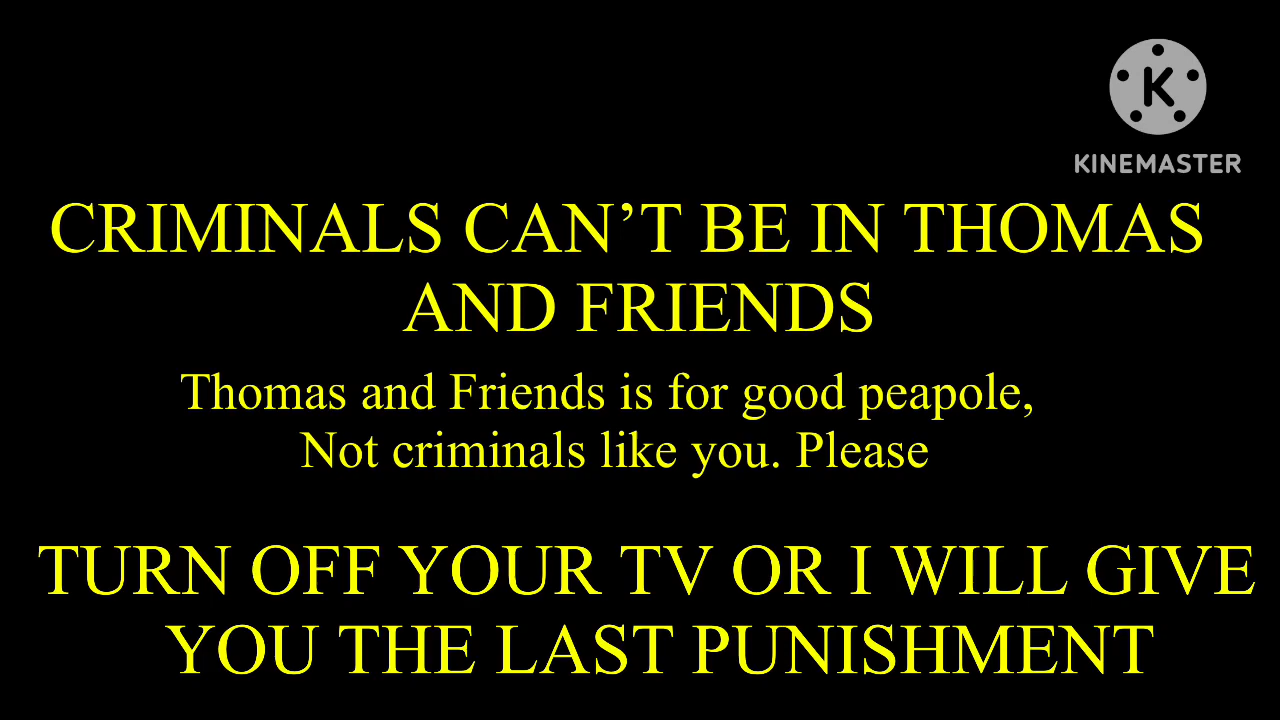 K
KINEMASTER
CRIMINALS CAN’T BE IN THOMAS
AND FRIENDS
Thomas and Friends is for good peapole,
Not criminals like you. Please
TURN OFF YOUR TV OR I WILL GIVE
YOU THE LAST PUNISHMENT